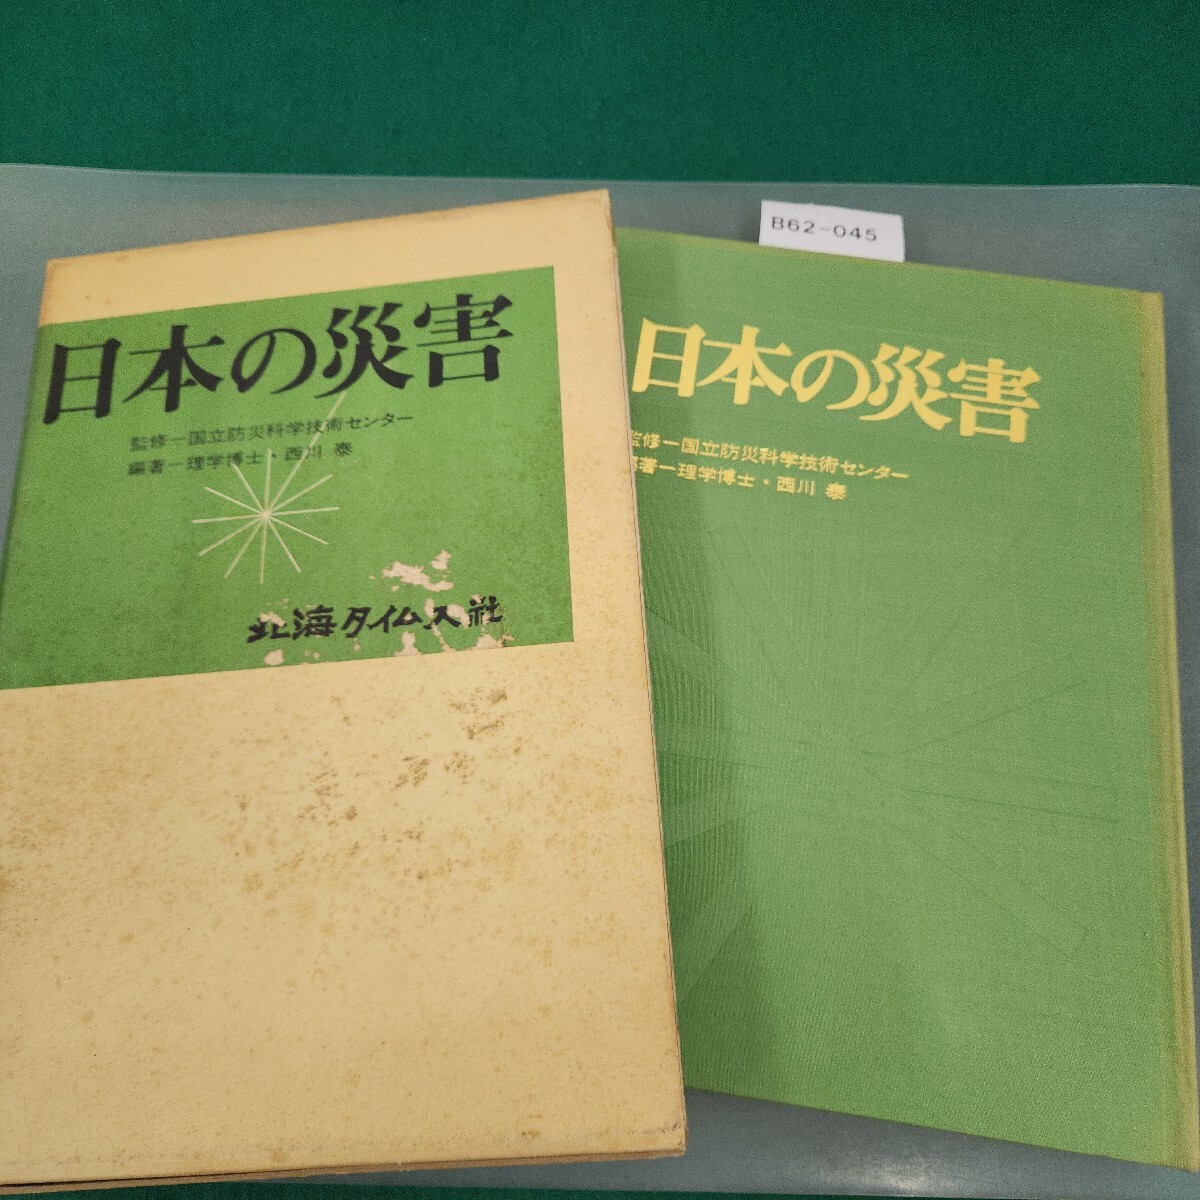 日本の災害
監修ー国立防災科学技術センター
編著ー理学博士・西川 泰
北海タイムス社
B62-045
日本の災害
監修ー国立防災科学技術センター
編著ー理学博士・西川 泰